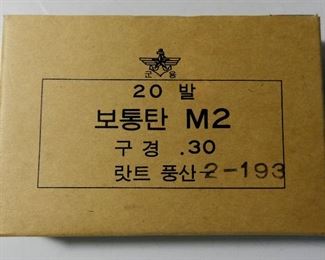 군용
20 발
보통탄 M2
구경 .30
랏트 풍산-2-193